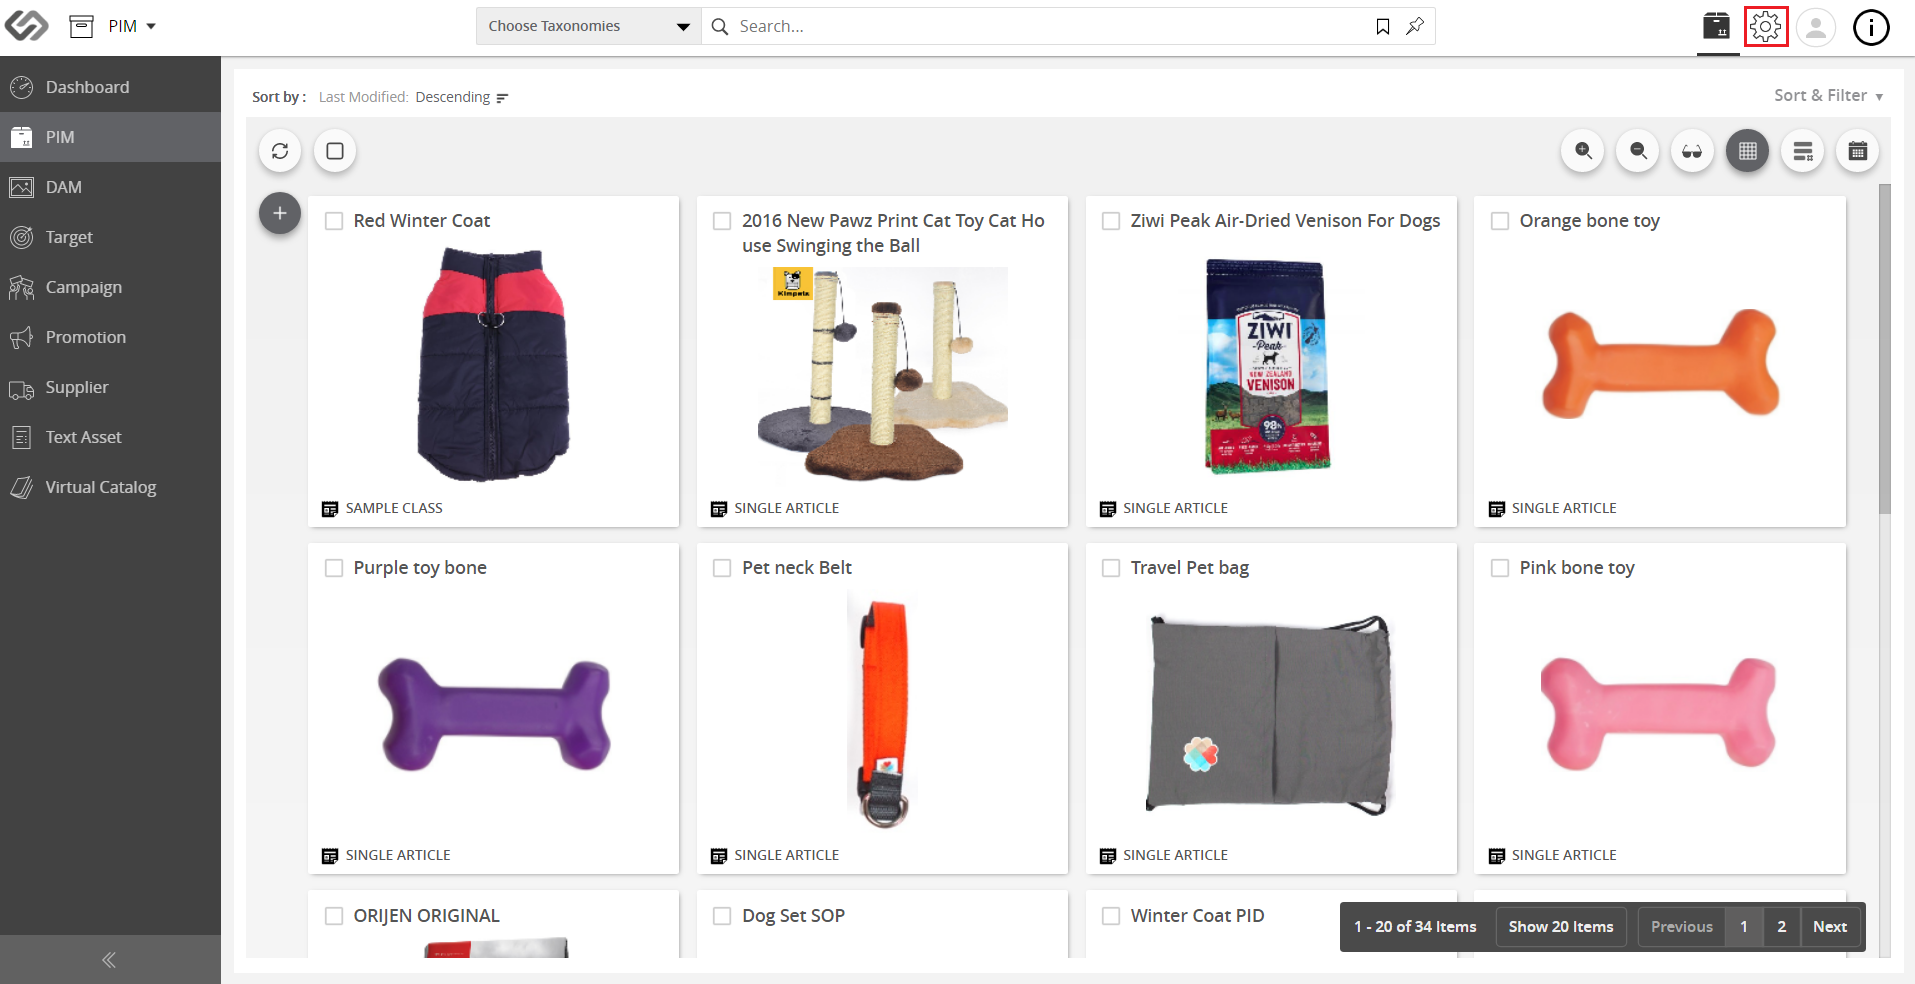 PIM
Choose Taxonomies
Search...
Dashboard
PIM
DAM
Target
Campaign
Promotion
Supplier
Text Asset
Virtual Catalog
Sort by : Last Modified: Descending
Sort & Filter
Red Winter Coat
2016 New Pawz Print Cat Toy Cat Ho
use Swinging the Ball
Ziwi Peak Air-Dried Venison For Dogs
Orange bone toy
ZIWI
Peak
NEW ZEALAND
VENISON
98%
SAMPLE CLASS
SINGLE ARTICLE
SINGLE ARTICLE
SINGLE ARTICLE
Purple toy bone
Pet neck Belt
Travel Pet bag
Pink bone toy
SINGLE ARTICLE
SINGLE ARTICLE
SINGLE ARTICLE
SINGLE ARTICLE
ORIJEN ORIGINAL
Dog Set SOP
Winter Coat PID
1 - 20 of 34 Items
Show 20 Items
Previous 1 2 Next